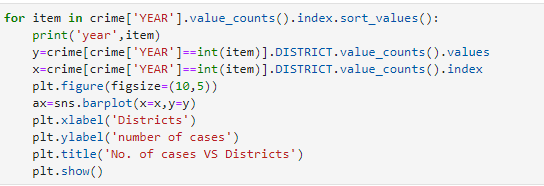 for item in crime['YEAR'].value_counts().index.sort_values():
    print('year',item)
    y=crime[crime['YEAR']==int(item)].DISTRICT.value_counts().values
    x=crime[crime['YEAR']==int(item)].DISTRICT.value_counts().index
    plt.figure(figsize=(10,5))
    ax=sns.barplot(x=x,y=y)
    plt.xlabel('Districts')
    plt.ylabel('number of cases')
    plt.title('No. of cases VS Districts')
    plt.show()